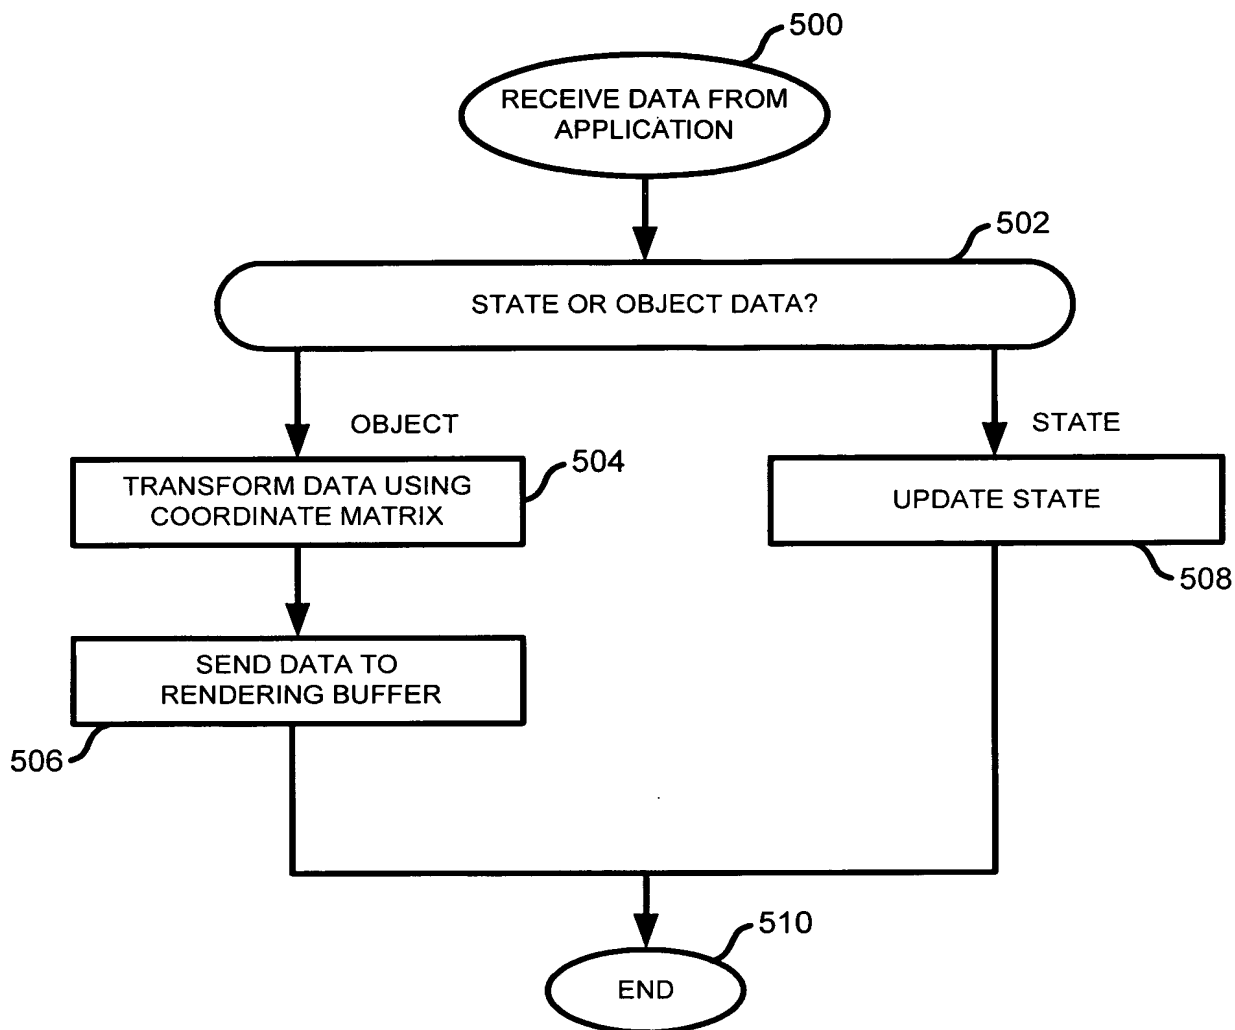 500
RECEIVE DATA FROM
APPLICATION
502
STATE OR OBJECT DATA?
OBJECT
STATE
504
TRANSFORM DATA USING
COORDINATE MATRIX
UPDATE STATE
508
SEND DATA TO
RENDERING BUFFER
506
510
END